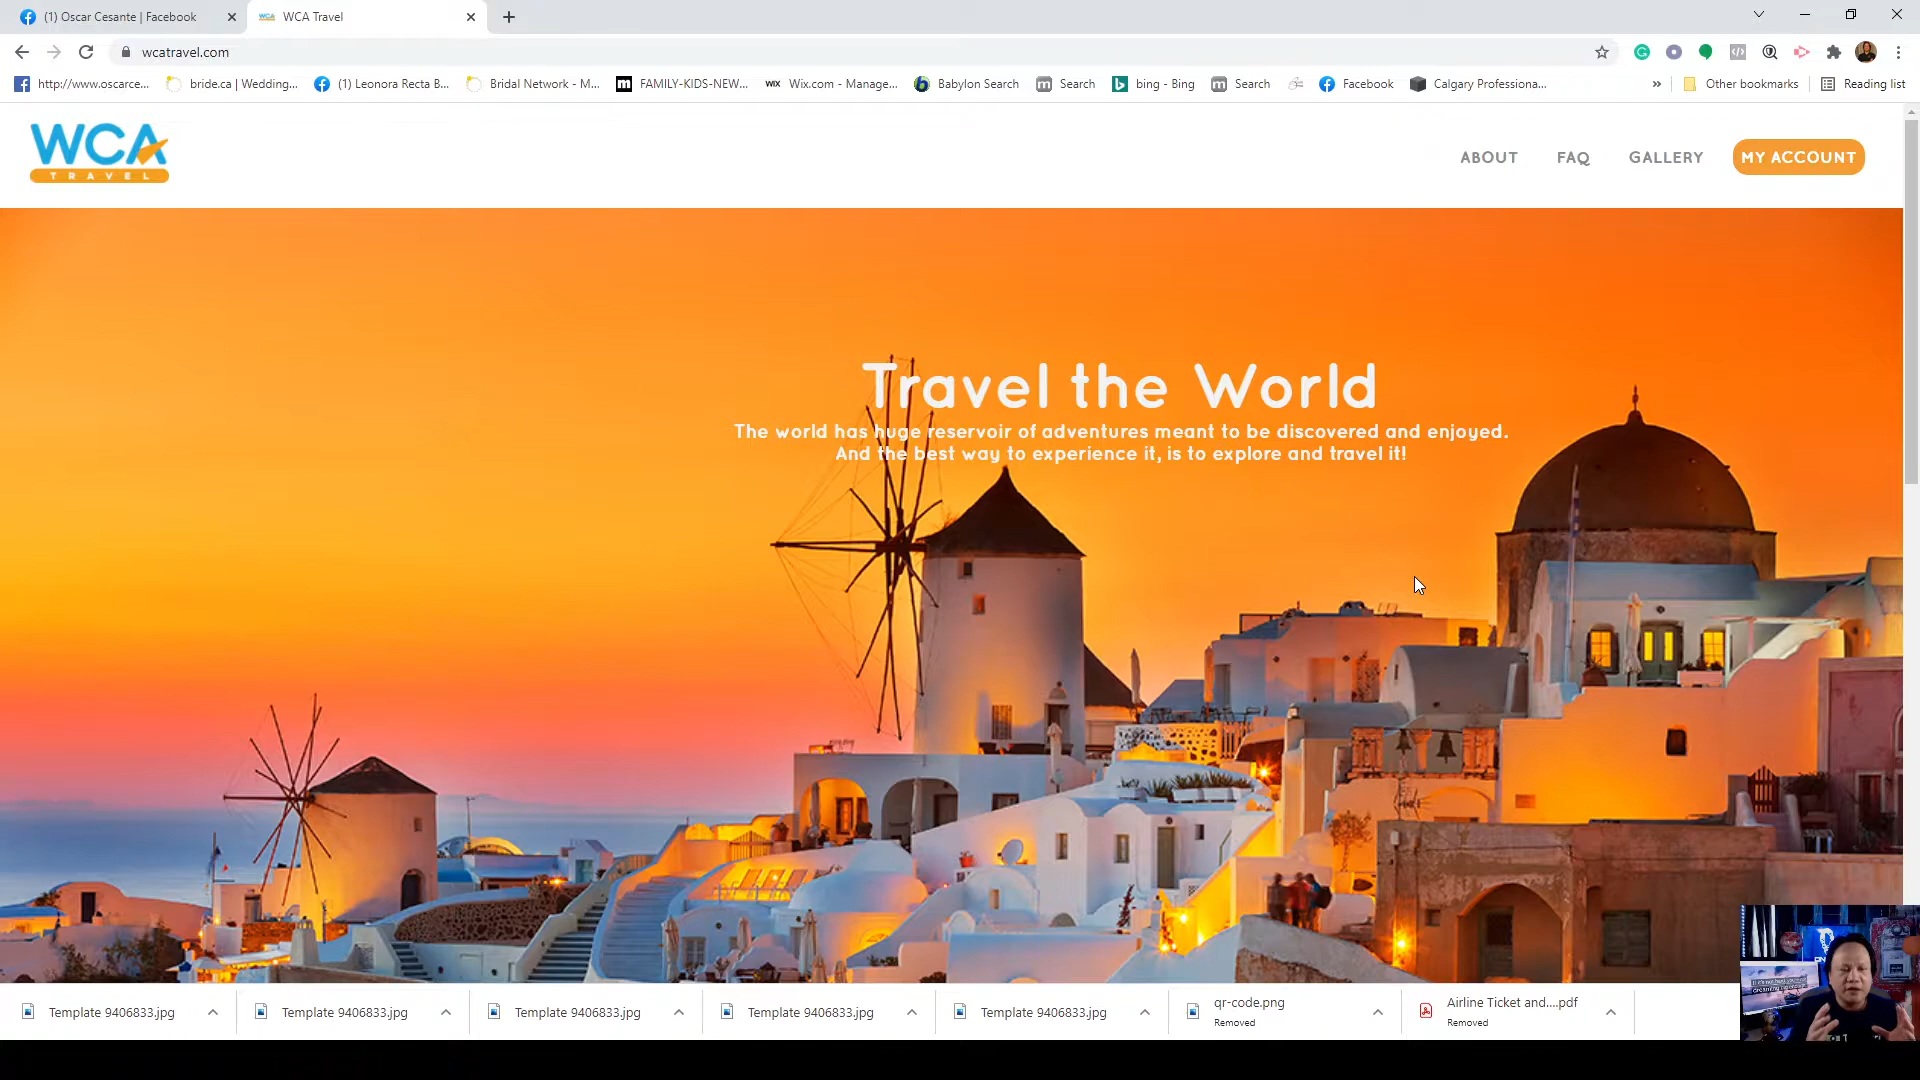 (1) Oscar Cesante | Facebook
WCA Travel
wcatravel.com
http://www.oscarce...
bride.ca | Wedding...
(1) Leonora Recta B...
Bridal Network - M...
FAMILY-KIDS-NEW...
WIX Wix.com - Manage...
Babylon Search
Search
bing - Bing
Search
Facebook
Calgary Professiona...
Other bookmarks
Reading list
WCA
TRAVEL
ABOUT
FAQ
GALLERY
MY ACCOUNT
Travel the World
The world has huge reservoir of adventures meant to be discovered and enjoyed.
And the best way to experience it, is to explore and travel it!
Template 9406833.jpg
Template 9406833.jpg
Template 9406833.jpg
Template 9406833.jpg
Template 9406833.jpg
qr-code.png
Removed
Airline Ticket and....pdf
Removed